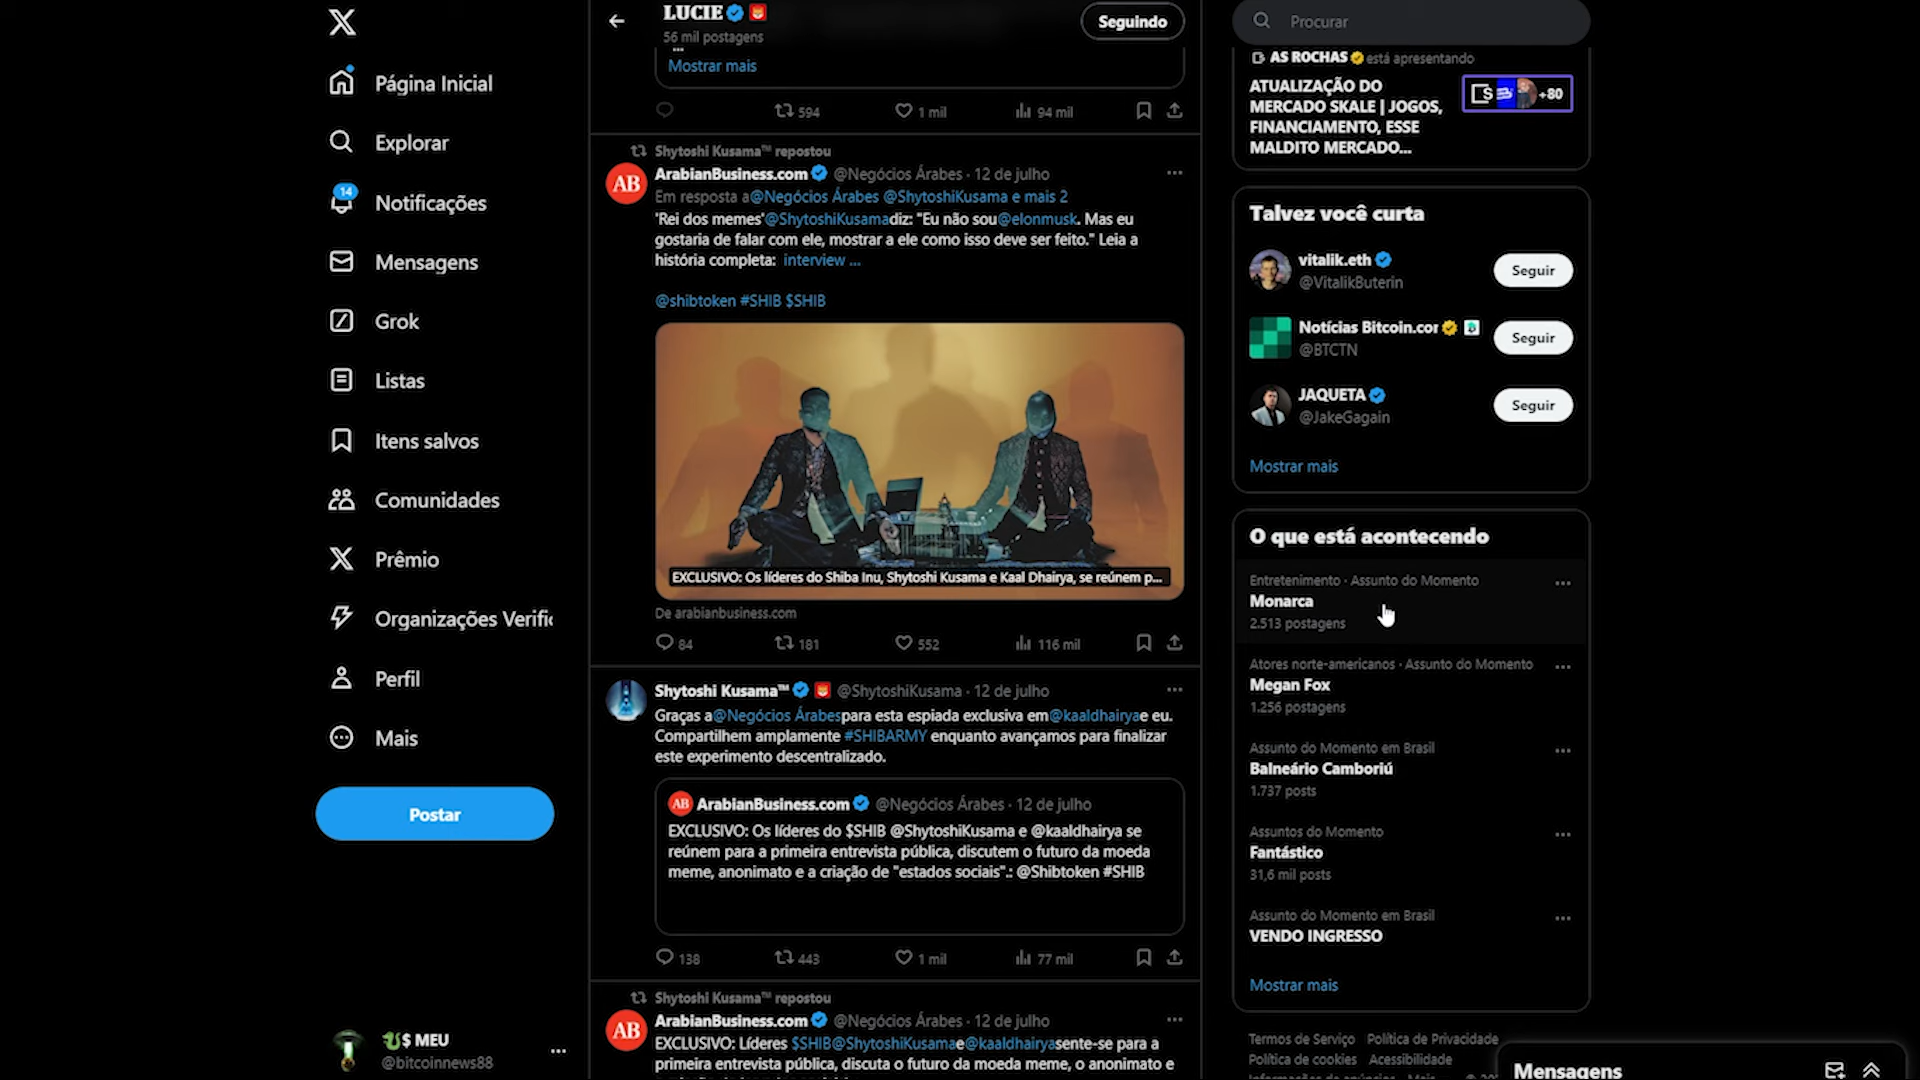 Página Inicial
Explorar
14
Notificações
Mensagens
Grok
Listas
Itens salvos
Comunidades
Prêmio
Organizações Verific
Perfil
Mais
Postar
$ MEU
@bitcoinnews88
LUCIE
56 mil postagens
Seguindo
...
Mostrar mais
594
1 mil
94 mil
Shytoshi Kusama™ repostou
AB
ArabianBusiness.com @Negócios Árabes · 12 de julho
Em resposta a@Negócios Árabes @ShytoshiKusama e mais 2
'Rei dos memes'@ShytoshiKusamadiz: "Eu não sou@elonmusk. Mas eu
gostaria de falar com ele, mostrar a ele como isso deve ser feito." Leia a
história completa: interview ...
@shibtoken #SHIB $SHIB
EXCLUSIVO: Os líderes do Shiba Inu, Shytoshi Kusama e Kaal Dhairya, se reúnem p...
De arabianbusiness.com
84
181
552
116 mil
Shytoshi Kusama™ @ShytoshiKusama · 12 de julho
Graças a@Negócios Árabespara esta espiada exclusiva em@kaaldhairyae eu.
Compartilhem amplamente #SHIBARMY enquanto avançamos para finalizar
este experimento descentralizado.
AB ArabianBusiness.com @Negócios Árabes · 12 de julho
EXCLUSIVO: Os líderes do $SHIB @ShytoshiKusama e @kaaldhairya se
reúnem para a primeira entrevista pública, discutem o futuro da moeda
meme, anonimato e a criação de "estados sociais".: @Shibtoken #SHIB
138
443
1 mil
77 mil
Shytoshi Kusama™ repostou
AB
ArabianBusiness.com @Negócios Árabes · 12 de julho
EXCLUSIVO: Líderes $SHIB@ShytoshiKusamae@kaaldhairyasente-se para a
primeira entrevista pública, discuta o futuro da moeda meme, o anonimato e
Procurar
AS ROCHAS está apresentando
ATUALIZAÇÃO DO
MERCADO SKALE | JOGOS,
FINANCIAMENTO, ESSE
MALDITO MERCADO...
+80
Talvez você curta
vitalik.eth
@VitalikButerin
Seguir
Notícias Bitcoin.cor
@BTCTN
Seguir
JAQUETA
@JakeGagain
Seguir
Mostrar mais
O que está acontecendo
Entretenimento · Assunto do Momento
Monarca
2.513 postagens
Atores norte-americanos · Assunto do Momento
Megan Fox
1.256 postagens
Assunto do Momento em Brasil
Balneário Camboriú
1.737 posts
Assuntos do Momento
Fantástico
31,6 mil posts
Assunto do Momento em Brasil
VENDO INGRESSO
Mostrar mais
Termos de Serviço Política de Privacidade
Política de cookies Acessibilidade
Mensagens